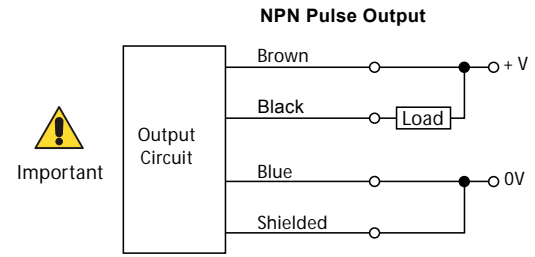 NPN Pulse Output
Brown
+ V
Black
Load
Output
Circuit
Important
Blue
0V
Shielded